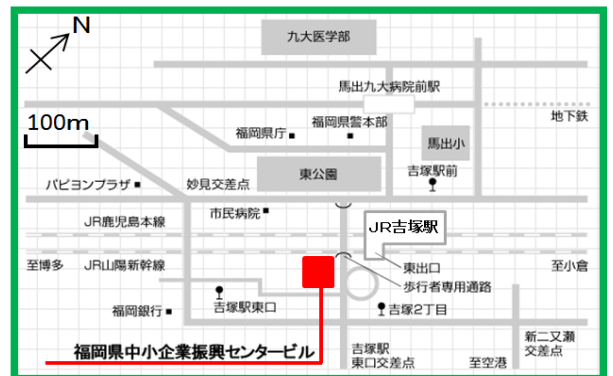 N
九大医学部
馬出九大病院前駅
100m
地下鉄
福岡県庁
福岡県警本部
馬出小
東公園
吉塚駅前
パピヨンプラザ
妙見交差点
市民病院
JR鹿児島本線
JR吉塚駅
至博多
JR山陽新幹線
東出口
至小倉
歩行者専用通路
福岡銀行
吉塚駅東口
吉塚2丁目
福岡県中小企業振興センタービル
吉塚駅
東口交差点
至空港
新二又瀬
交差点